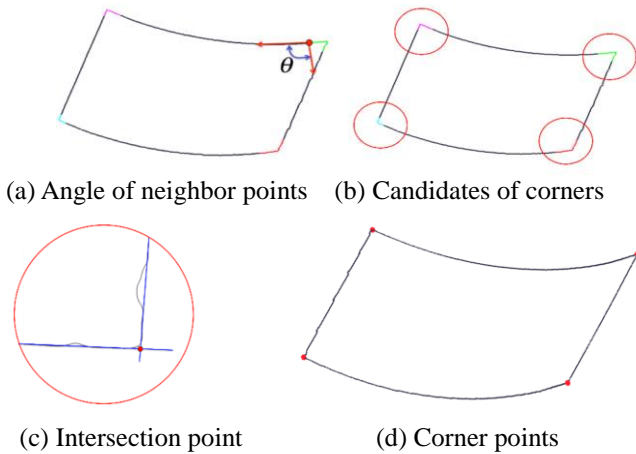 θ
(a) Angle of neighbor points (b) Candidates of corners
(c) Intersection point (d) Corner points